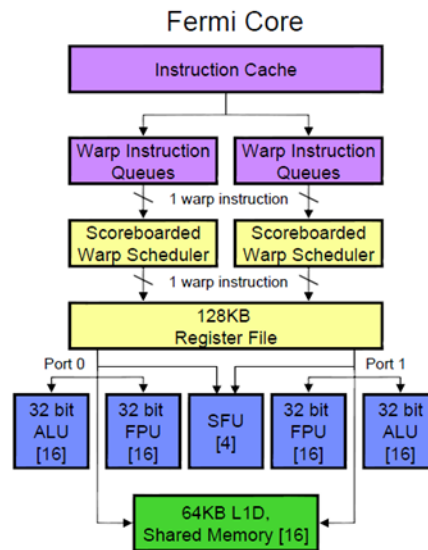 Fermi Core
Instruction Cache
Warp Instruction
Queues
Warp Instruction
Queues
1 warp instruction
Scoreboarded
Warp Scheduler
Scoreboarded
Warp Scheduler
1 warp instruction
128KB
Register File
Port 0
Port 1
32 bit
ALU
[16]
32 bit
FPU
[16]
SFU
[4]
32 bit
FPU
[16]
32 bit
ALU
[16]
64KB L1D,
Shared Memory [16]